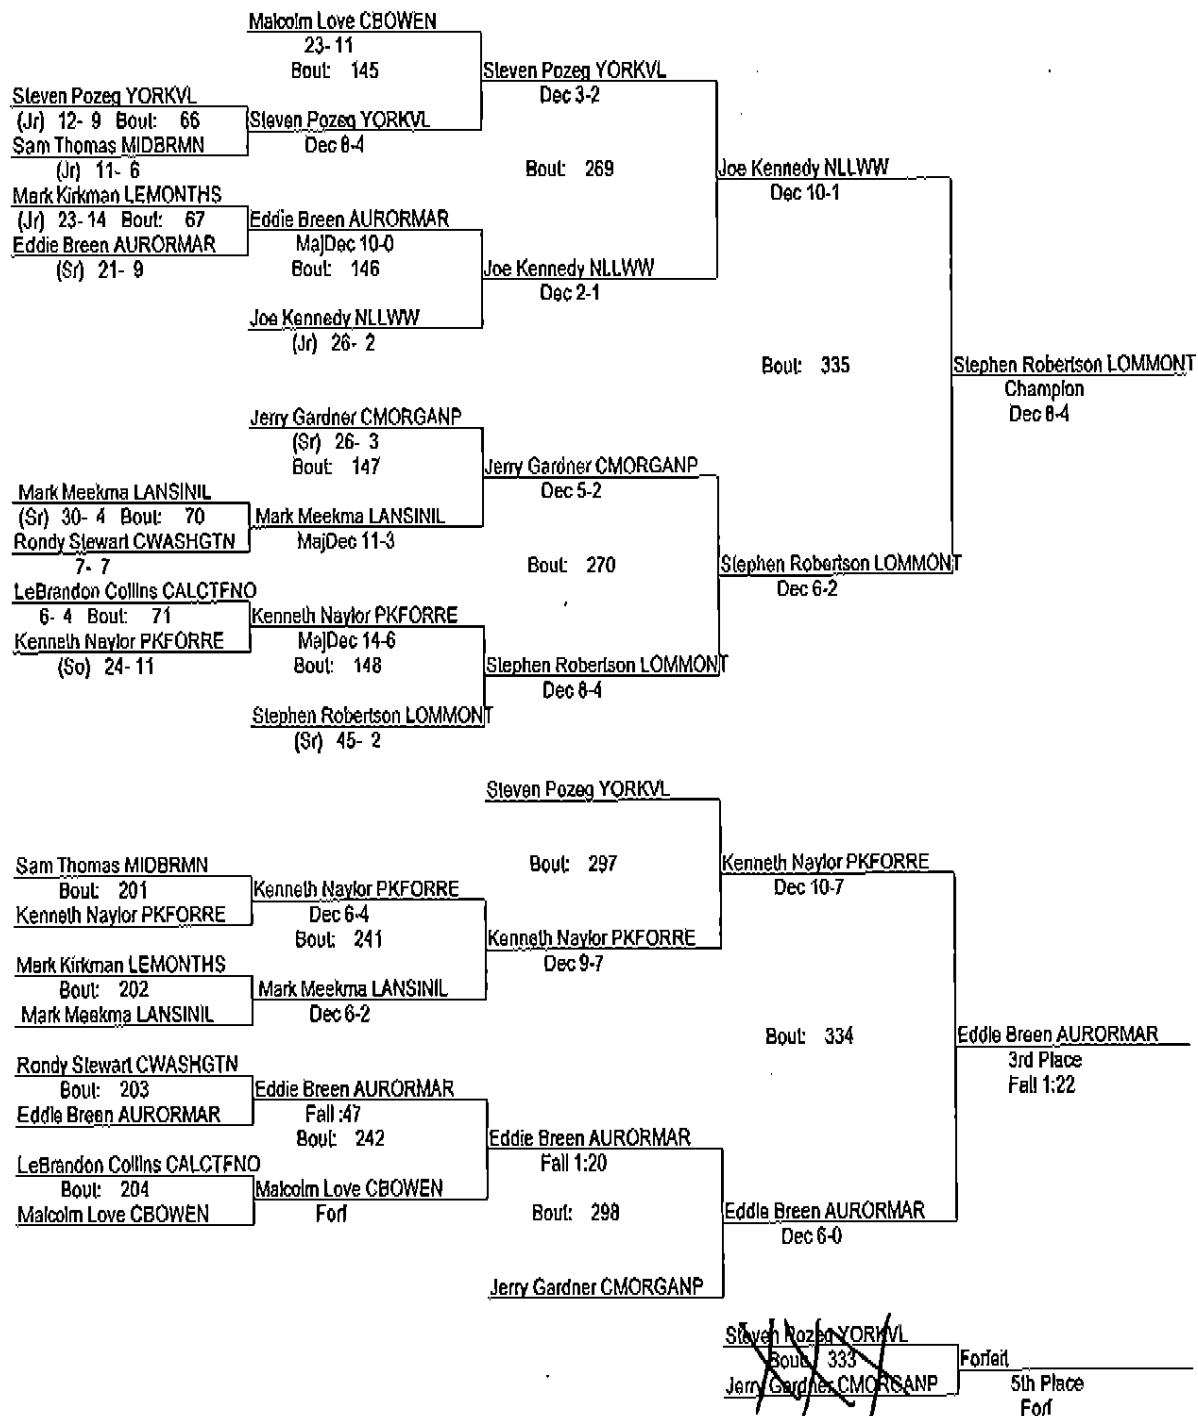 Malcolm Love CBOWEN
23- 11
Bout: 145
Steven Pozeg YORKVL
Dec 3-2
Steven Pozeg YORKVL
(Jr) 12- 9 Bout: 66
Steven Pozeg YORKVL
Dec 8-4
Sam Thomas MIDBRMN
(Jr) 11- 6
Bout: 269
Joe Kennedy NLLWW
Dec 10-1
Mark Kirkman LEMONTHS
(Jr) 23- 14 Bout: 67
Eddie Breen AURORMAR
MajDec 10-0
Bout: 146
Eddie Breen AURORMAR
(Sr) 21- 9
Joe Kennedy NLLWW
Dec 2-1
Joe Kennedy NLLWW
(Jr) 26- 2
Bout: 335
Stephen Robertson LOMMONT
Champion
Dec 8-4
Jerry Gardner CMORGANP
(Sr) 26- 3
Bout: 147
Jerry Gardner CMORGANP
Dec 5-2
Mark Meekma LANSINIL
(Sr) 30- 4 Bout: 70
Mark Meekma LANSINIL
MajDec 11-3
Rondy Stewart CWASHGTN
7- 7
Bout: 270
Stephen Robertson LOMMONT
Dec 6-2
LeBrandon Collins CALCTFNO
6- 4 Bout: 71
Kenneth Naylor PKFORRE
MajDec 14-6
Bout: 148
Kenneth Naylor PKFORRE
(So) 24- 11
Stephen Robertson LOMMONT
Dec 8-4
Stephen Robertson LOMMONT
(Sr) 45- 2
Steven Pozeg YORKVL
Bout: 297
Kenneth Naylor PKFORRE
Dec 10-7
Sam Thomas MIDBRMN
Bout: 201
Kenneth Naylor PKFORRE
Kenneth Naylor PKFORRE
Dec 6-4
Bout: 241
Kenneth Naylor PKFORRE
Dec 9-7
Mark Kirkman LEMONTHS
Bout: 202
Mark Meekma LANSINIL
Mark Meekma LANSINIL
Dec 6-2
Bout: 334
Eddie Breen AURORMAR
3rd Place
Fall 1:22
Rondy Stewart CWASHGTN
Bout: 203
Eddie Breen AURORMAR
Eddie Breen AURORMAR
Fall :47
Bout: 242
Eddie Breen AURORMAR
Fall 1:20
LeBrandon Collins CALCTFNO
Bout: 204
Malcolm Love CBOWEN
Malcolm Love CBOWEN
Forf
Bout: 298
Eddie Breen AURORMAR
Dec 6-0
Jerry Gardner CMORGANP
Steven Pozeg YORKVL
Bout: 333
Jerry Gardner CMORGANP
Forfeit
5th Place
Forf